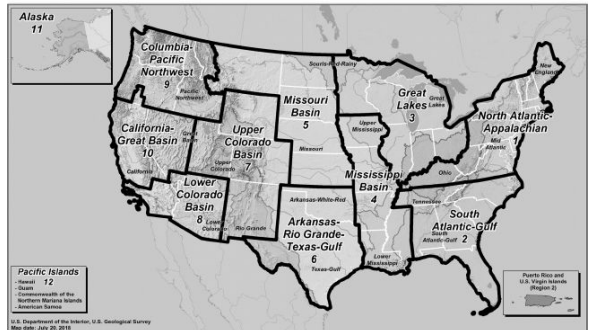 Alaska
11
Columbia-
Pacific
Northwest
9
Pacific
Northwest
Souris-Red-Rainy
Missouri
Basin
5
Missouri
Great
Lakes
3
Great
Lakes
New
England
North Atlantic-
Appalachian
1
Mid
Atlantic
California-
Great Basin
10
Great
Basin
California
Upper
Colorado
Basin
7
Upper
Colorado
Upper
Mississippi
Mississippi
Basin
4
Ohio
Tennessee
Lower
Colorado
Basin
8
Lower
Colorado
Rio Grande
Arkansas-White-Red
Arkansas-
Rio Grande-
Texas-Gulf
6
Texas-Gulf
Lower
Mississippi
South
Atlantic-Gulf
2
South
Atlantic-Gulf
Pacific Islands
12
- Hawaii
- Guam
- Commonwealth of the
Northern Mariana Islands
- American Samoa
Puerto Rico and
U.S. Virgin Islands
(Region 2)
U.S. Department of the Interior, U.S. Geological Survey
Map date: July 20, 2018